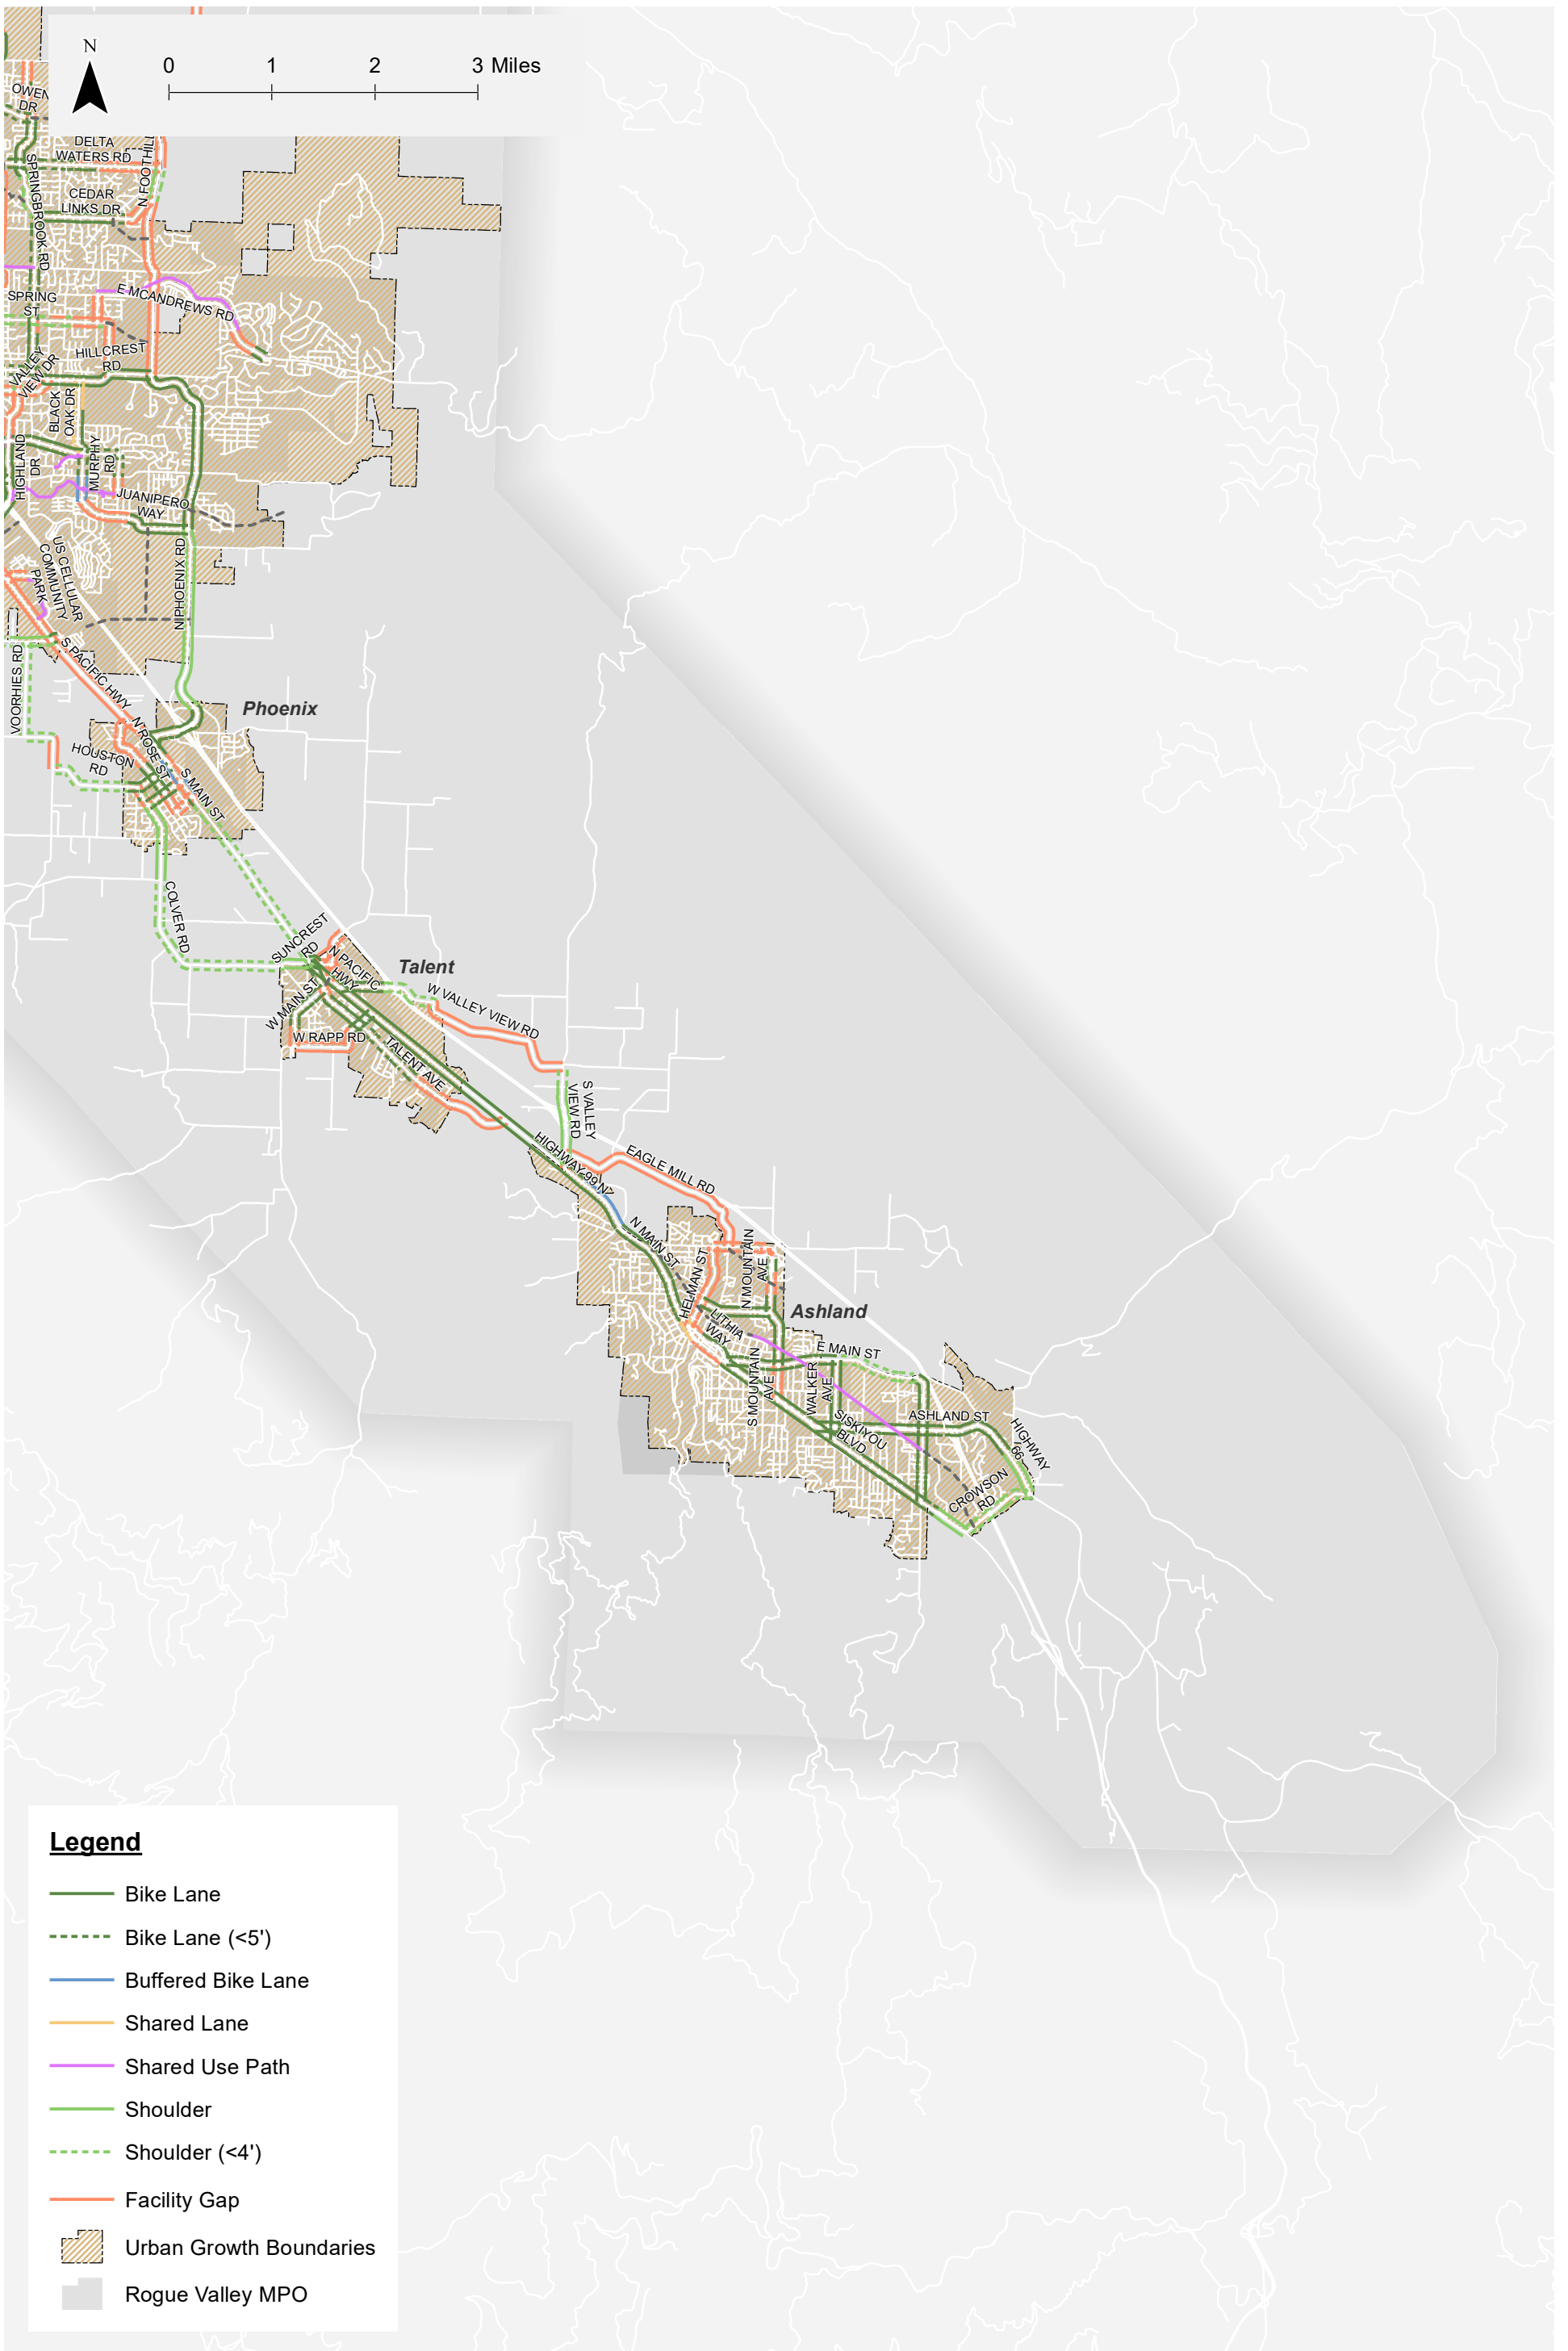 N
0 1 2 3 Miles
OWEN
DR
DELTA
WATERS RD
N FOOTHILL
SPRINGBROOK RD
CEDAR
LINKS DR
E MCANDREWS RD
SPRING
ST
HILLCREST
RD
VALLEY
VIEW DR
BLACK
OAK DR
HIGHLAND
DR
MURPHY
RD
JUANIPERO
WAY
US CELLULAR
COMMUNITY
PARK
N PHOENIX RD
VOORHIES RD
S PACIFIC HWY
Phoenix
N ROSE ST
HOUSTON
RD
S MAIN ST
COLVER RD
SUNCREST
RD
N PACIFIC
HWY
Talent
W MAIN ST
W VALLEY VIEW RD
W RAPP RD
TALENT AVE
S VALLEY
VIEW RD
HIGHWAY 99 N
EAGLE MILL RD
N MAIN ST
HELMAN ST
N MOUNTAIN
AVE
Ashland
LITHIA
WAY
E MAIN ST
S MOUNTAIN
AVE
WALKER
AVE
SISKIYOU
BLVD
ASHLAND ST
HIGHWAY
66
CROWSON
RD
Legend
Bike Lane
Bike Lane (<5')
Buffered Bike Lane
Shared Lane
Shared Use Path
Shoulder
Shoulder (<4')
Facility Gap
Urban Growth Boundaries
Rogue Valley MPO